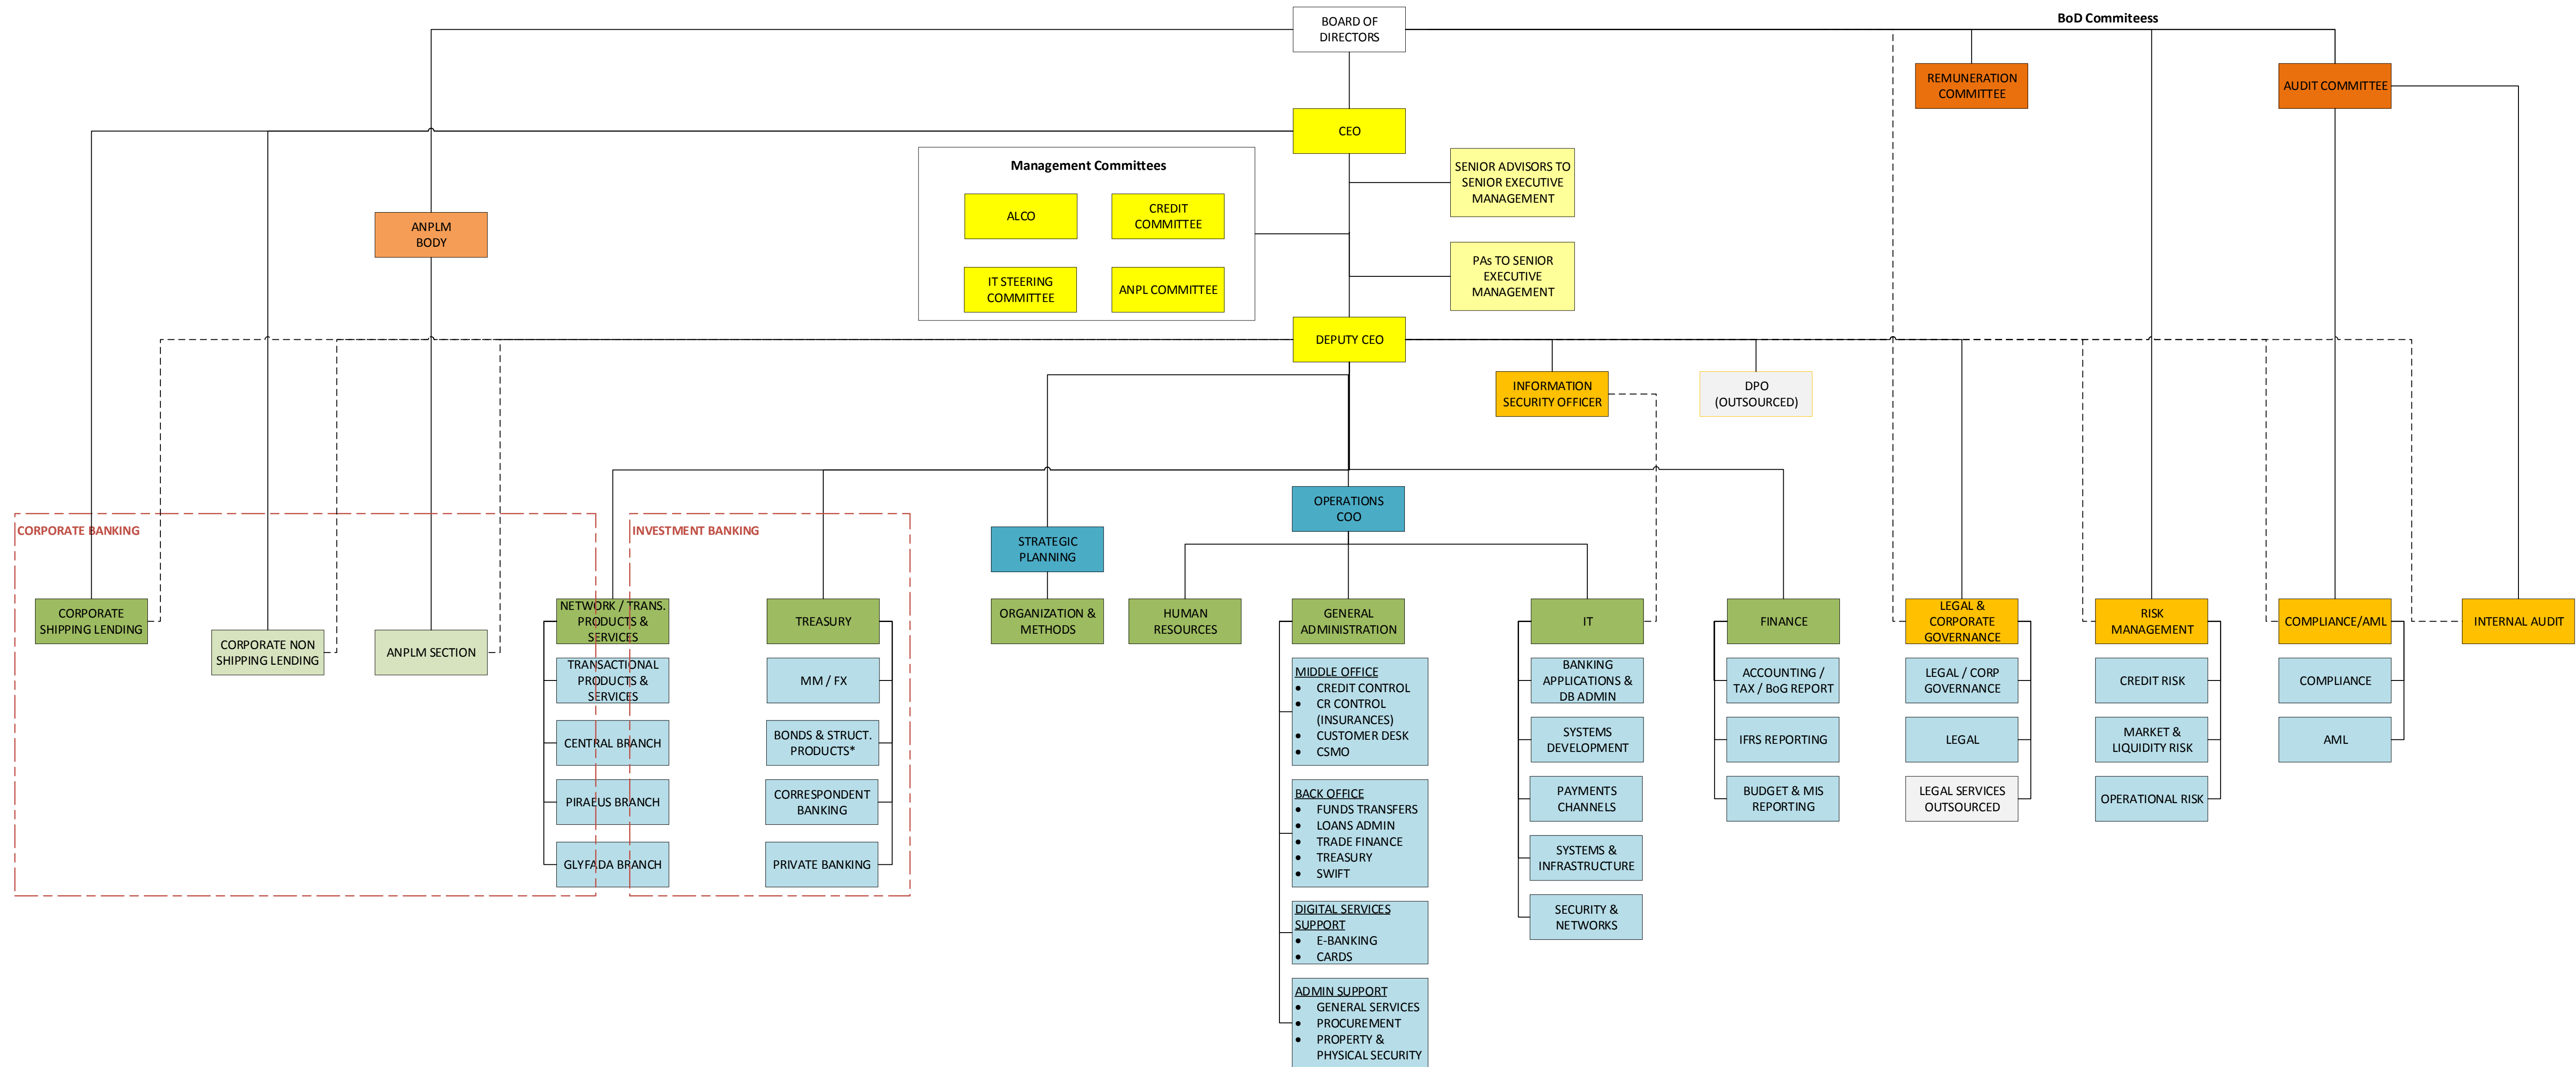 BOARD OF
DIRECTORS
BoD Commiteess
REMUNERATION
COMMITTEE
AUDIT COMMITTEE
CEO
Management Committees
ALCO
CREDIT
COMMITTEE
IT STEERING
COMMITTEE
ANPL COMMITTEE
SENIOR ADVISORS TO
SENIOR EXECUTIVE
MANAGEMENT
PAs TO SENIOR
EXECUTIVE
MANAGEMENT
ANPLM
BODY
DEPUTY CEO
INFORMATION
SECURITY OFFICER
DPO
(OUTSOURCED)
OPERATIONS
COO
STRATEGIC
PLANNING
CORPORATE BANKING
INVESTMENT BANKING
CORPORATE
SHIPPING LENDING
CORPORATE NON
SHIPPING LENDING
ANPLM SECTION
NETWORK / TRANS.
PRODUCTS &
SERVICES
TRANSACTIONAL
PRODUCTS &
SERVICES
CENTRAL BRANCH
PIRAEUS BRANCH
GLYFADA BRANCH
TREASURY
MM / FX
BONDS & STRUCT.
PRODUCTS*
CORRESPONDENT
BANKING
PRIVATE BANKING
ORGANIZATION &
METHODS
HUMAN
RESOURCES
GENERAL
ADMINISTRATION
MIDDLE OFFICE
• CREDIT CONTROL
• CR CONTROL
(INSURANCES)
• CUSTOMER DESK
• CSMO
BACK OFFICE
• FUNDS TRANSFERS
• LOANS ADMIN
• TRADE FINANCE
• TREASURY
• SWIFT
DIGITAL SERVICES
SUPPORT
• E-BANKING
• CARDS
ADMIN SUPPORT
• GENERAL SERVICES
• PROCUREMENT
• PROPERTY &
PHYSICAL SECURITY
IT
BANKING
APPLICATIONS &
DB ADMIN
SYSTEMS
DEVELOPMENT
PAYMENTS
CHANNELS
SYSTEMS &
INFRASTRUCTURE
SECURITY &
NETWORKS
FINANCE
ACCOUNTING /
TAX / BoG REPORT
IFRS REPORTING
BUDGET & MIS
REPORTING
LEGAL &
CORPORATE
GOVERNANCE
LEGAL / CORP
GOVERNANCE
LEGAL
LEGAL SERVICES
OUTSOURCED
RISK
MANAGEMENT
CREDIT RISK
MARKET &
LIQUIDITY RISK
OPERATIONAL RISK
COMPLIANCE/AML
COMPLIANCE
AML
INTERNAL AUDIT